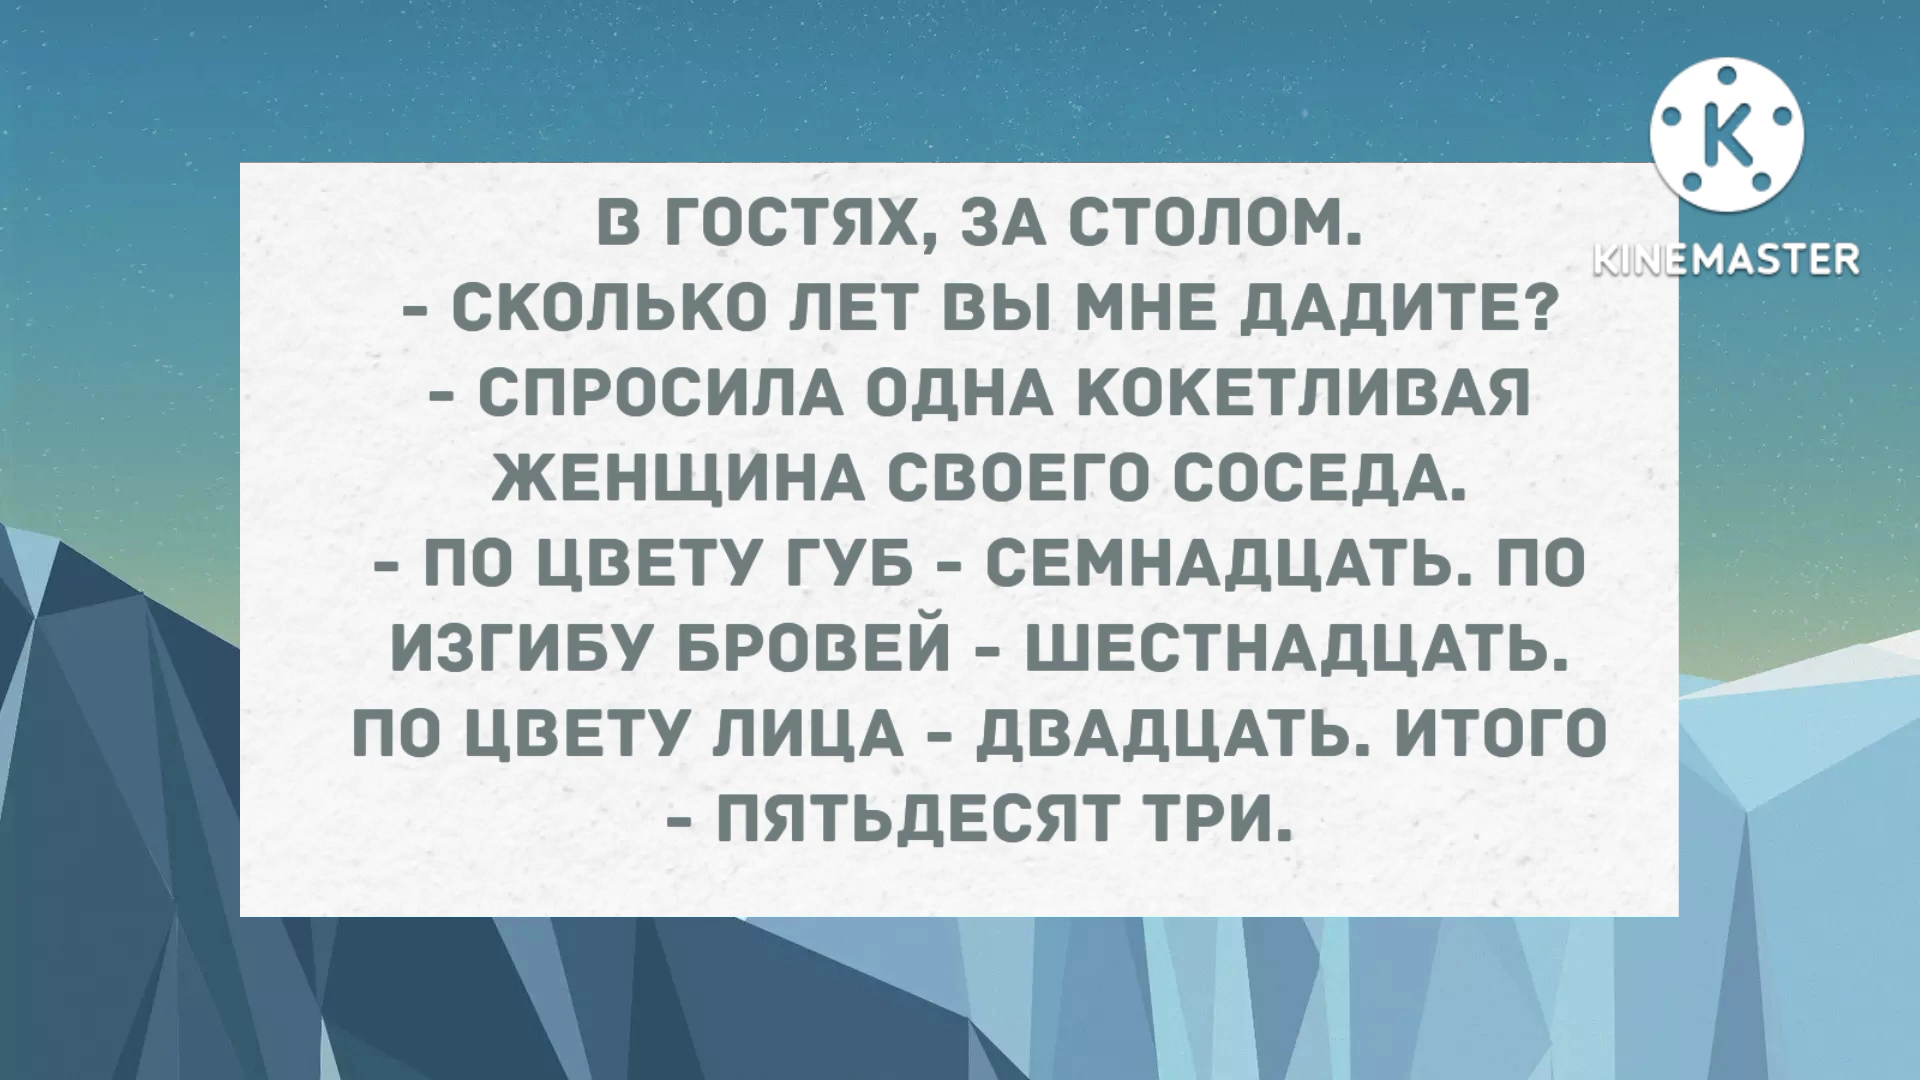 В ГОСТЯХ, ЗА СТОЛОМ.
- СКОЛЬКО ЛЕТ ВЫ МНЕ ДАДИТЕ?
- СПРОСИЛА ОДНА КОКЕТЛИВАЯ
ЖЕНЩИНА СВОЕГО СОСЕДА.
- ПО ЦВЕТУ ГУБ - СЕМНАДЦАТЬ. ПО
ИЗГИБУ БРОВЕЙ - ШЕСТНАДЦАТЬ.
ПО ЦВЕТУ ЛИЦА - ДВАДЦАТЬ. ИТОГО
- ПЯТЬДЕСЯТ ТРИ.
K
KINEMASTER